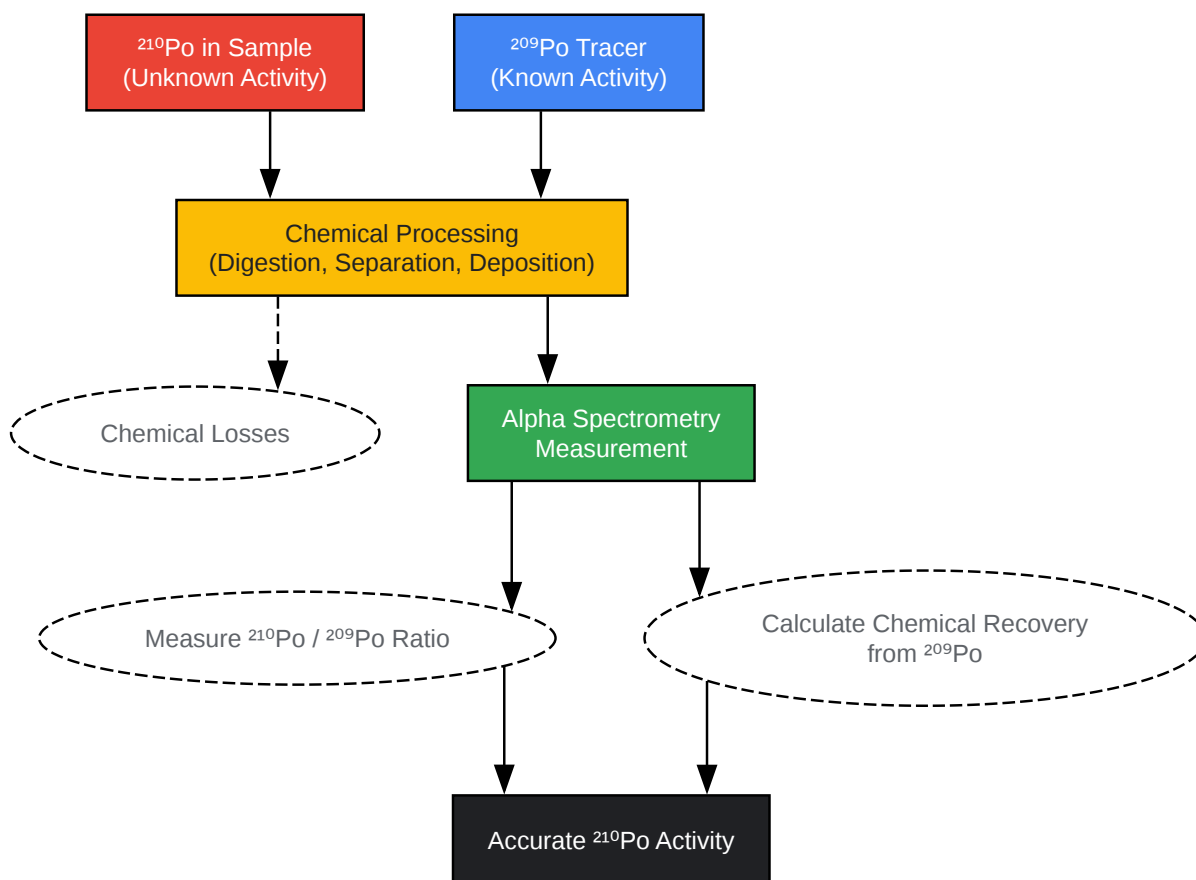 ²¹⁰Po in Sample
(Unknown Activity)
²⁰⁹Po Tracer
(Known Activity)
Chemical Processing
(Digestion, Separation, Deposition)
Chemical Losses
Alpha Spectrometry
Measurement
Measure ²¹⁰Po / ²⁰⁹Po Ratio
Calculate Chemical Recovery
from ²⁰⁹Po
Accurate ²¹⁰Po Activity